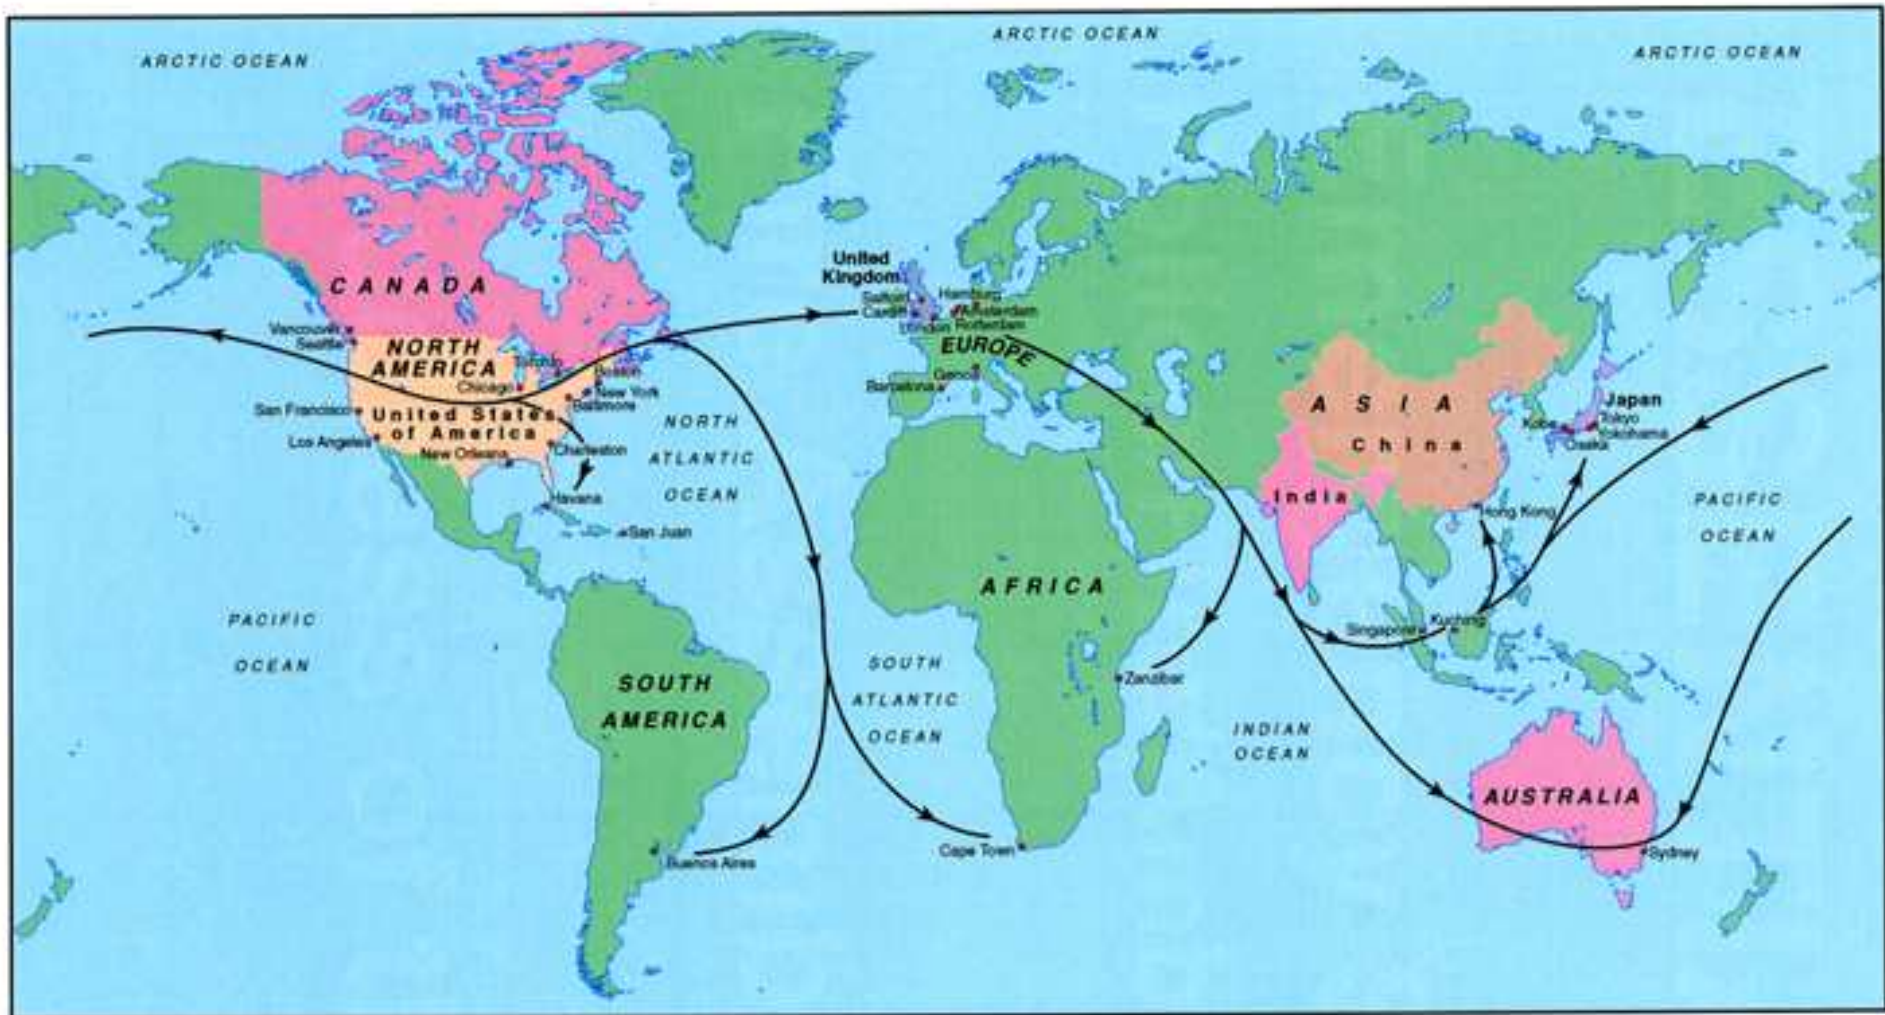 ARCTIC OCEAN
ARCTIC OCEAN
ARCTIC OCEAN
CANADA
Vancouver
Seattle
NORTH
AMERICA
Toronto
Boston
Chicago
New York
Baltimore
San Francisco
United States
of America
Los Angeles
Charleston
New Orleans
Havana
San Juan
NORTH
ATLANTIC
OCEAN
United
Kingdom
Salford
Cardiff
London
Hamburg
Amsterdam
Rotterdam
EUROPE
Genoa
Barcelona
ASIA
China
India
Japan
Kobe
Tokyo
Yokohama
Osaka
Hong Kong
PACIFIC
OCEAN
AFRICA
PACIFIC
OCEAN
Singapore
Kuching
SOUTH
AMERICA
SOUTH
ATLANTIC
OCEAN
Zanzibar
INDIAN
OCEAN
AUSTRALIA
Buenos Aires
Cape Town
Sydney